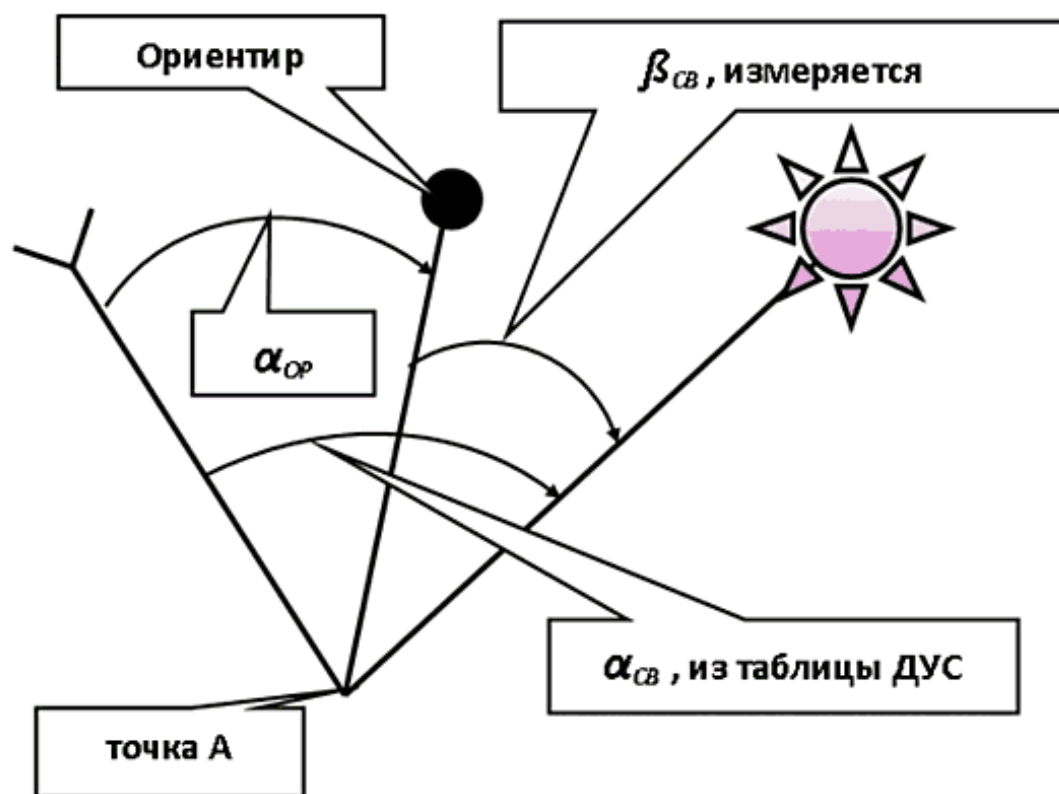 Ориентир
βСВ , измеряется
αОР
αСВ , из таблицы ДУС
точка А